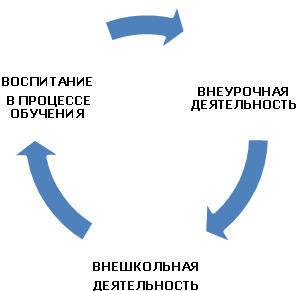 ВОСПИТАНИЕ
В ПРОЦЕССЕ
ОБУЧЕНИЯ
ВНЕУРОЧНАЯ
ДЕЯТЕЛЬНОСТЬ
ВНЕШКОЛЬНАЯ
ДЕЯТЕЛЬНОСТЬ